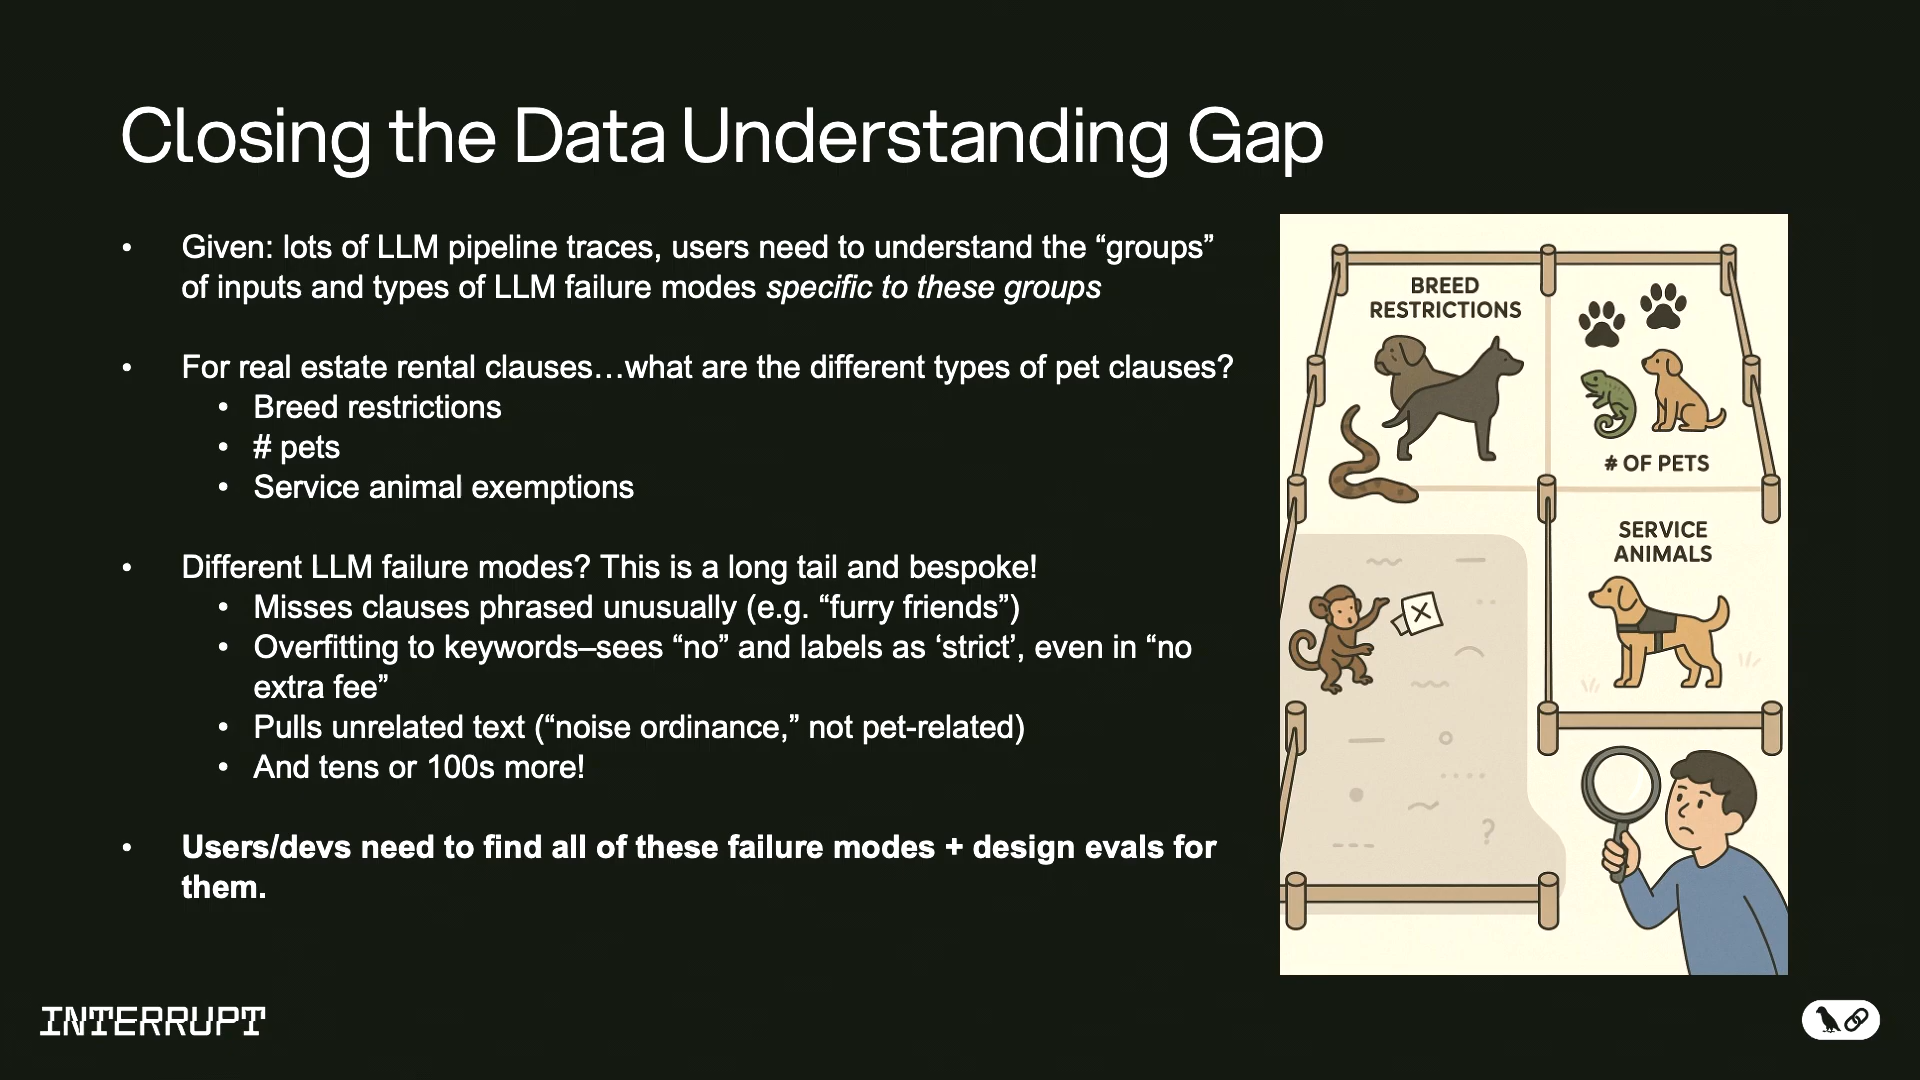 Closing the Data Understanding Gap
• Given: lots of LLM pipeline traces, users need to understand the “groups”
of inputs and types of LLM failure modes specific to these groups
• For real estate rental clauses…what are the different types of pet clauses?
• Breed restrictions
• # pets
• Service animal exemptions
• Different LLM failure modes? This is a long tail and bespoke!
• Misses clauses phrased unusually (e.g. “furry friends”)
• Overfitting to keywords–sees “no” and labels as ‘strict’, even in “no
extra fee”
• Pulls unrelated text (“noise ordinance,” not pet-related)
• And tens or 100s more!
• Users/devs need to find all of these failure modes + design evals for
them.
BREED
RESTRICTIONS
# OF PETS
SERVICE
ANIMALS
?
INTERRUPT